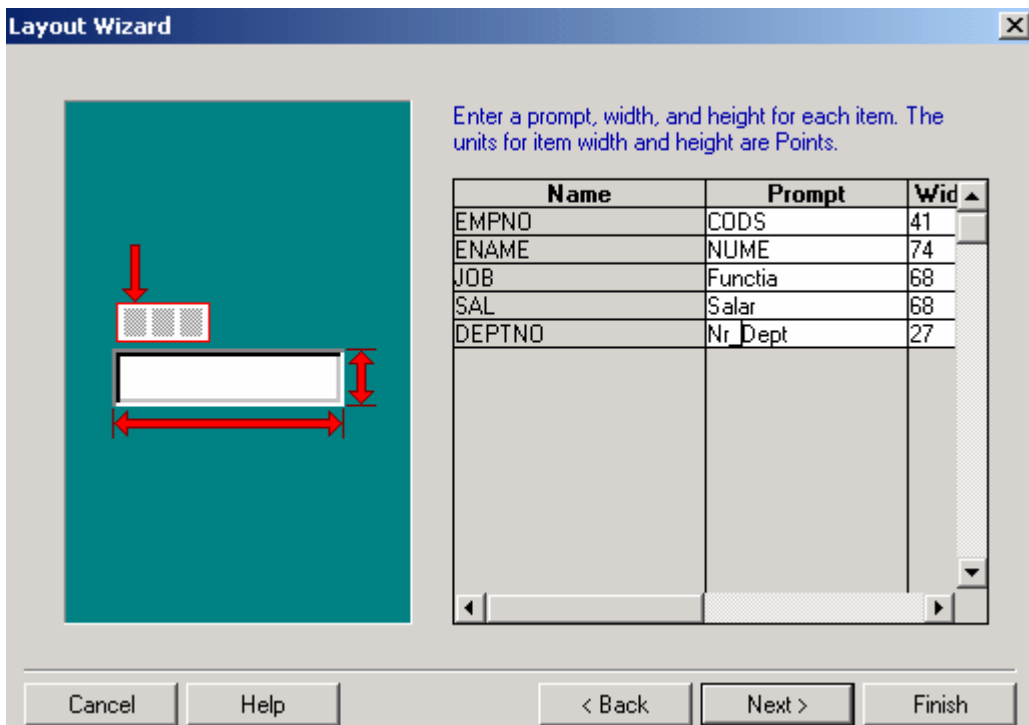 Layout Wizard
Enter a prompt, width, and height for each item. The
units for item width and height are Points.
Name Prompt Wid
EMPNO CODS 41
ENAME NUME 74
JOB Functia 68
SAL Salar 68
DEPTNO Nr_Dept 27
Cancel Help < Back Next > Finish